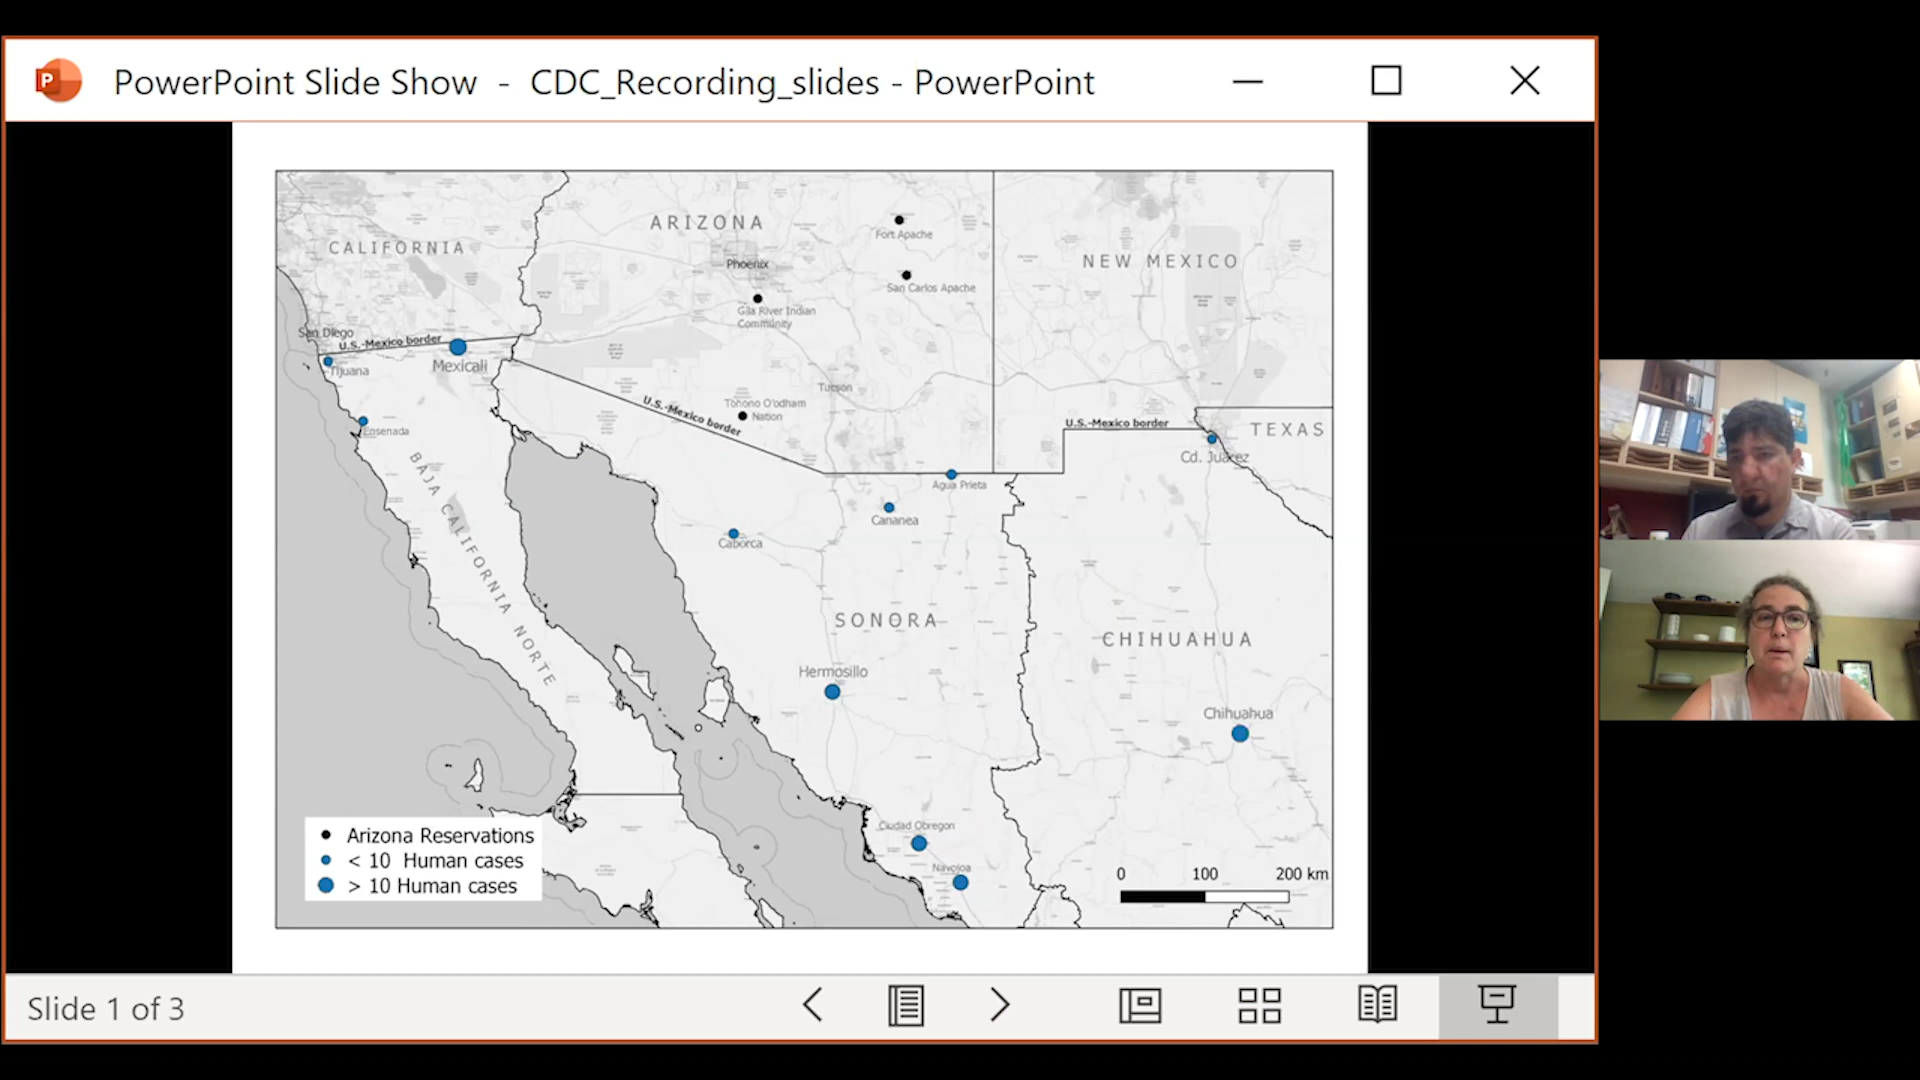 PowerPoint Slide Show - CDC_Recording_slides - PowerPoint
ARIZONA
CALIFORNIA
Fort Apache
NEW MEXICO
Phoenix
San Carlos Apache
Gila River Indian
Community
San Diego
U.S.-Mexico border
Mexicali
Tijuana
Tucson
Tohono O'odham
Nation
U.S.-Mexico border
U.S.-Mexico border
TEXAS
Ensenada
Cd. Juárez
BAJA CALIFORNIA NORTE
Agua Prieta
Cananea
Caborca
SONORA
CHIHUAHUA
Hermosillo
Chihuahua
Ciudad Obregon
Navojoa
Arizona Reservations
< 10 Human cases
> 10 Human cases
0 100 200 km
Slide 1 of 3